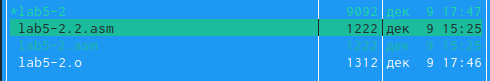 *lab5-2 9092 дек 9 17:47
lab5-2.2.asm 1222 дек 9 15:25
lab5-2.asm 1222 дек 9 15:25
lab5-2.o 1312 дек 9 17:46